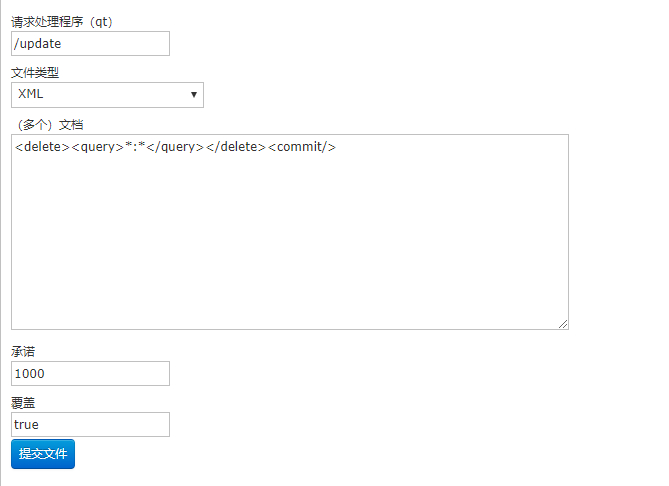 请求处理程序（qt）
/update
文件类型
XML
（多个）文档
<delete><query>*:*</query></delete><commit/>
承诺
1000
覆盖
true
提交文件